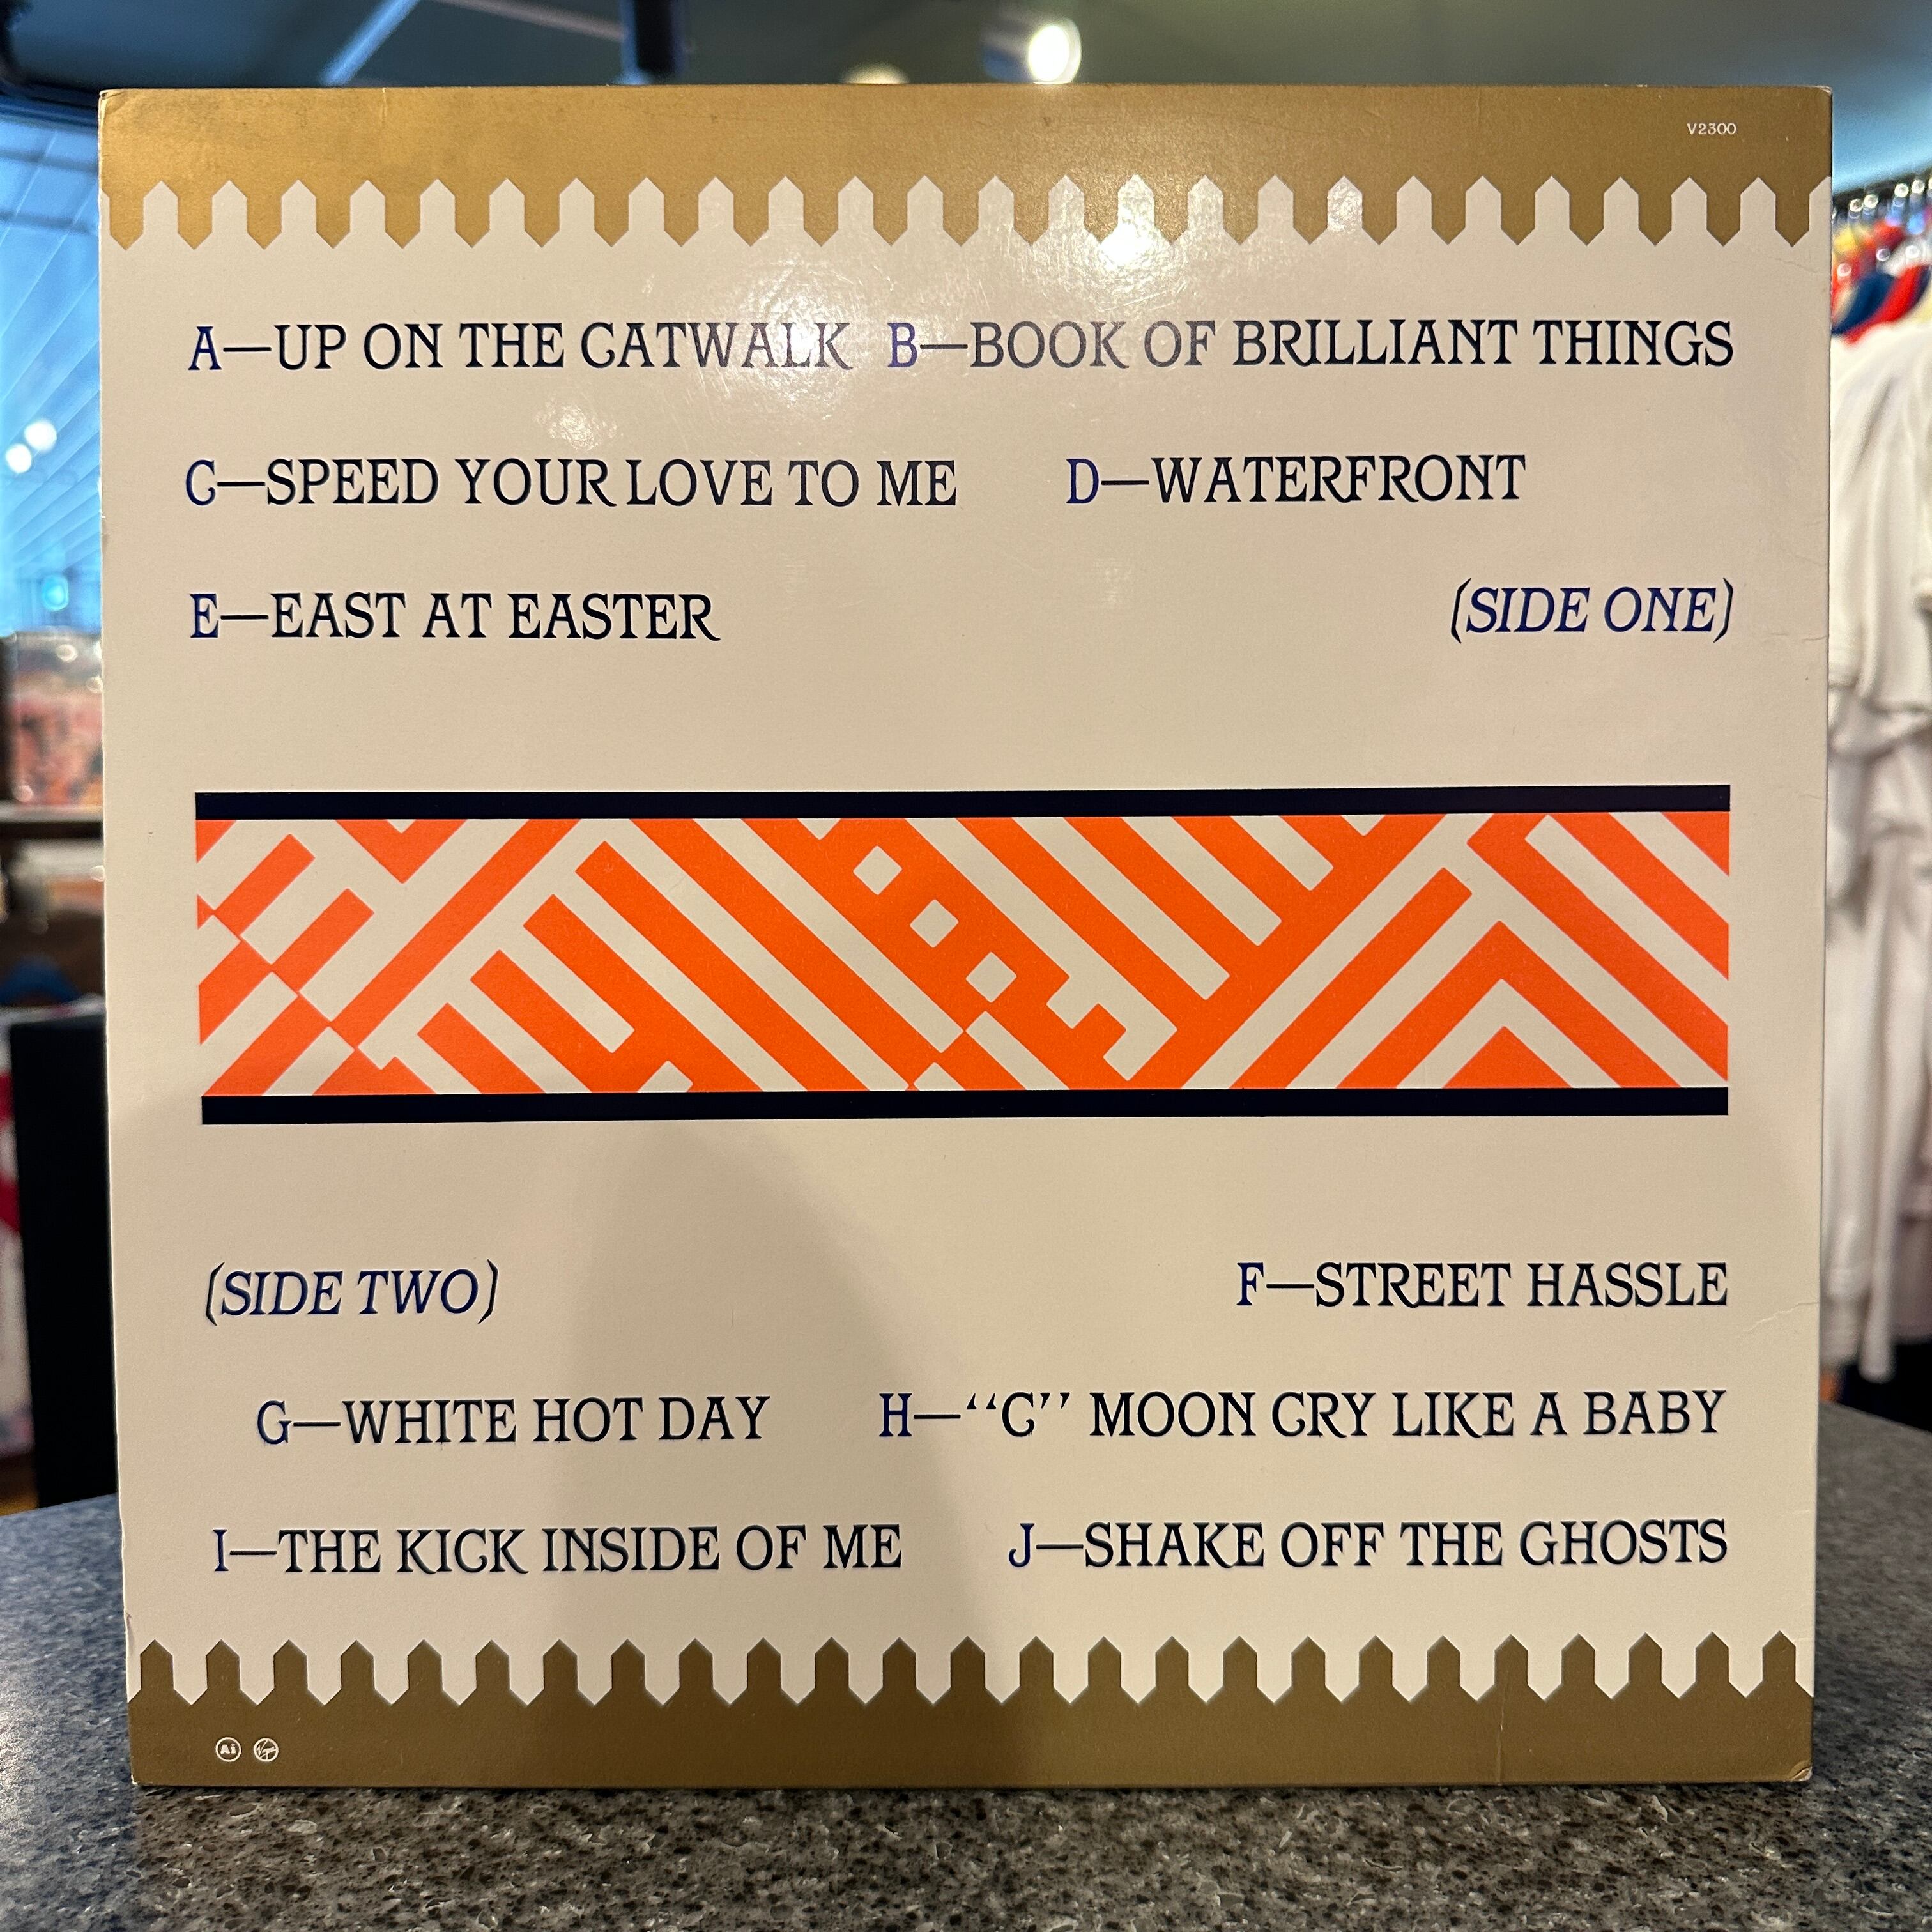 V2300
A—UP ON THE CATWALK B—BOOK OF BRILLIANT THINGS
C—SPEED YOUR LOVE TO ME D—WATERFRONT
E—EAST AT EASTER (SIDE ONE)
(SIDE TWO) F—STREET HASSLE
G—WHITE HOT DAY H—“C” MOON CRY LIKE A BABY
I—THE KICK INSIDE OF ME J—SHAKE OFF THE GHOSTS
Ai Virgin